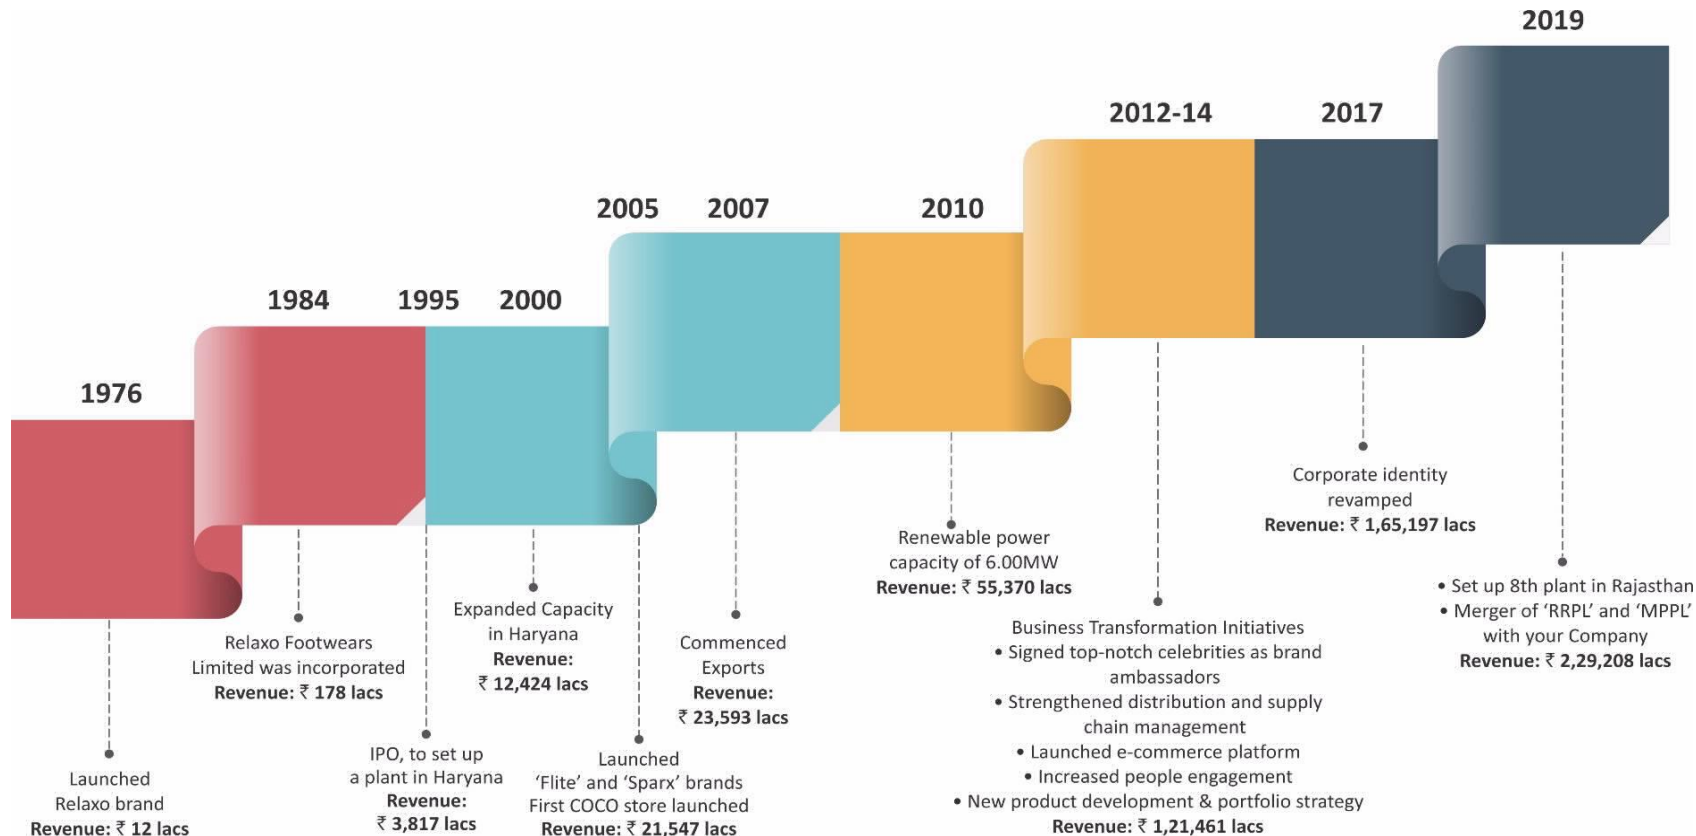 1976
Launched
Relaxo brand
Revenue: ₹ 12 lacs
1984
Relaxo Footwears
Limited was incorporated
Revenue: ₹ 178 lacs
1995
IPO, to set up
a plant in Haryana
Revenue:
₹ 3,817 lacs
2000
Expanded Capacity
in Haryana
Revenue:
₹ 12,424 lacs
2005
Launched
‘Flite’ and ‘Sparx’ brands
First COCO store launched
Revenue: ₹ 21,547 lacs
2007
Commenced
Exports
Revenue:
₹ 23,593 lacs
2010
Renewable power
capacity of 6.00MW
Revenue: ₹ 55,370 lacs
2012-14
Business Transformation Initiatives
• Signed top-notch celebrities as brand
ambassadors
• Strengthened distribution and supply
chain management
• Launched e-commerce platform
• Increased people engagement
• New product development & portfolio strategy
Revenue: ₹ 1,21,461 lacs
2017
Corporate identity
revamped
Revenue: ₹ 1,65,197 lacs
2019
• Set up 8th plant in Rajasthan
• Merger of ‘RRPL’ and ‘MPPL’
with your Company
Revenue: ₹ 2,29,208 lacs